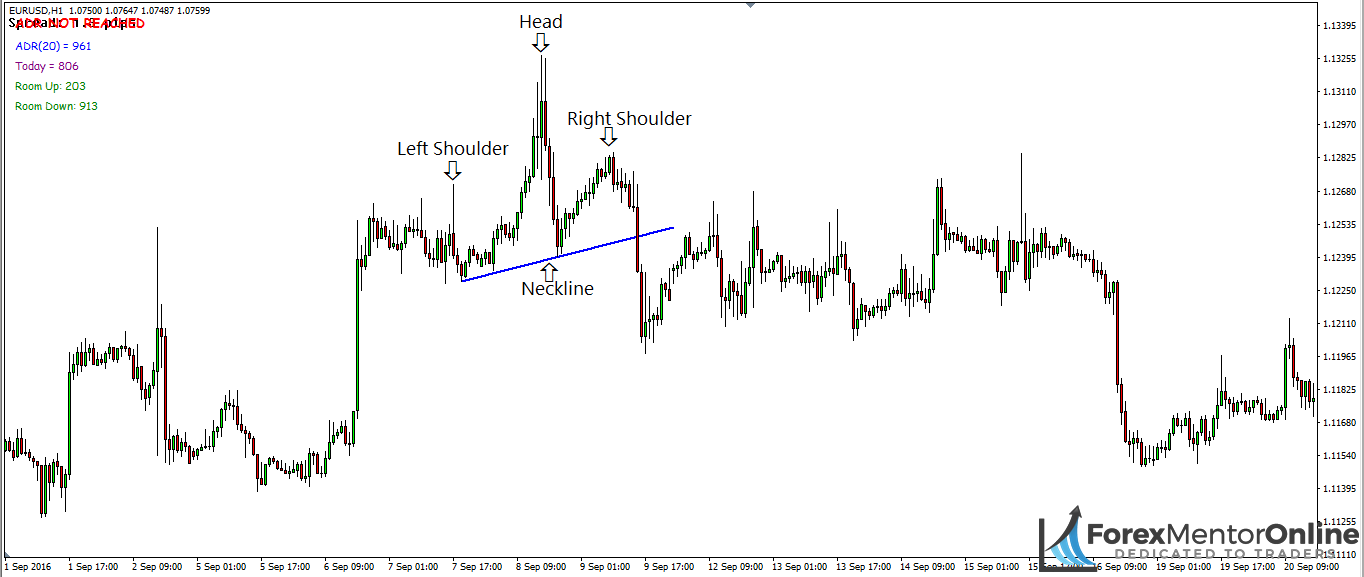 EURUSD,H1 1.07500 1.07647 1.07487 1.07599
ADR NOT REACHED
ADR(20) = 961
Today = 806
Room Up: 203
Room Down: 913
Head
Right Shoulder
Left Shoulder
Neckline
1.13395
1.13255
1.13110
1.12970
1.12825
1.12680
1.12535
1.12395
1.12250
1.12110
1.11965
1.11825
1.11680
1.11540
1.11395
1.11255
1.11110
ForexMentorOnline
DEDICATED TO TRADERS
1 Sep 2016
1 Sep 17:00
2 Sep 09:00
5 Sep 01:00
5 Sep 17:00
6 Sep 09:00
7 Sep 01:00
7 Sep 17:00
8 Sep 09:00
9 Sep 01:00
9 Sep 17:00
12 Sep 09:00
13 Sep 01:00
13 Sep 17:00
14 Sep 09:00
15 Sep 01:00
Sep 09:00
19 Sep 01:00
19 Sep 17:00
20 Sep 09:00